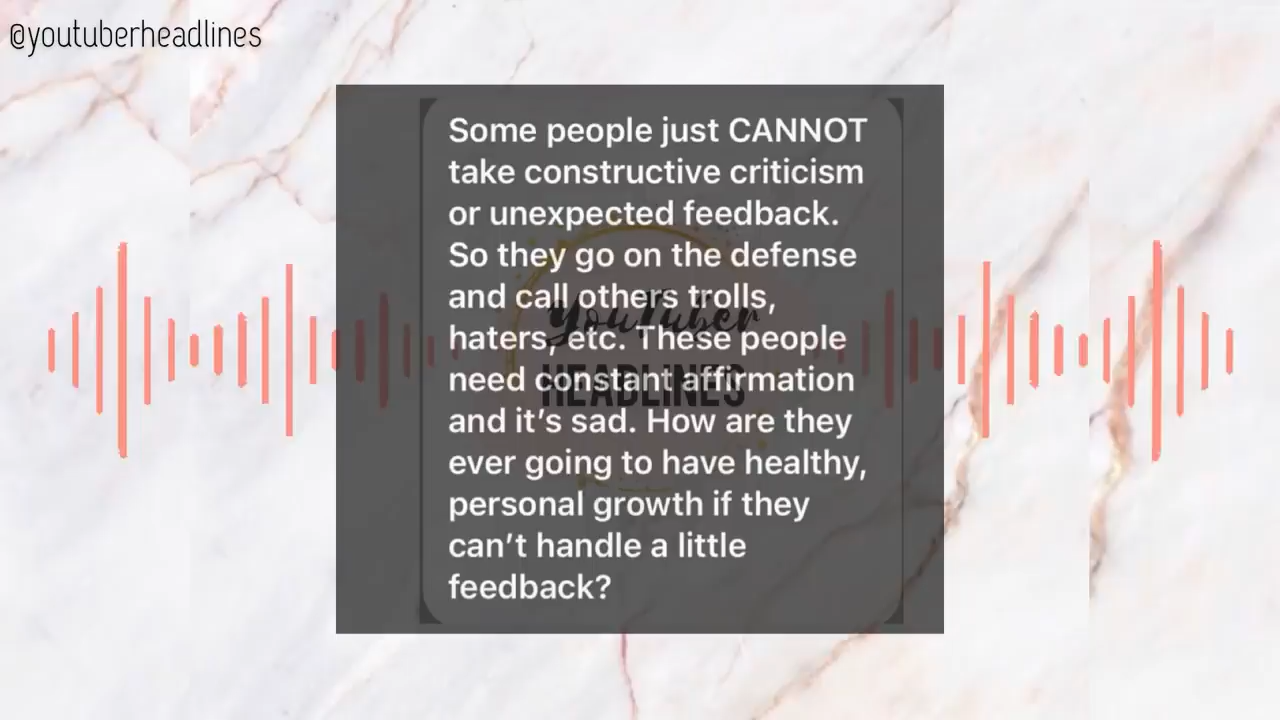 @youtuberheadlines
Some people just CANNOT
take constructive criticism
or unexpected feedback.
So they go on the defense
and call others trolls,
haters, etc. These people
need constant affirmation
and it's sad. How are they
ever going to have healthy,
personal growth if they
can't handle a little
feedback?
YouTuber
HEADLINES